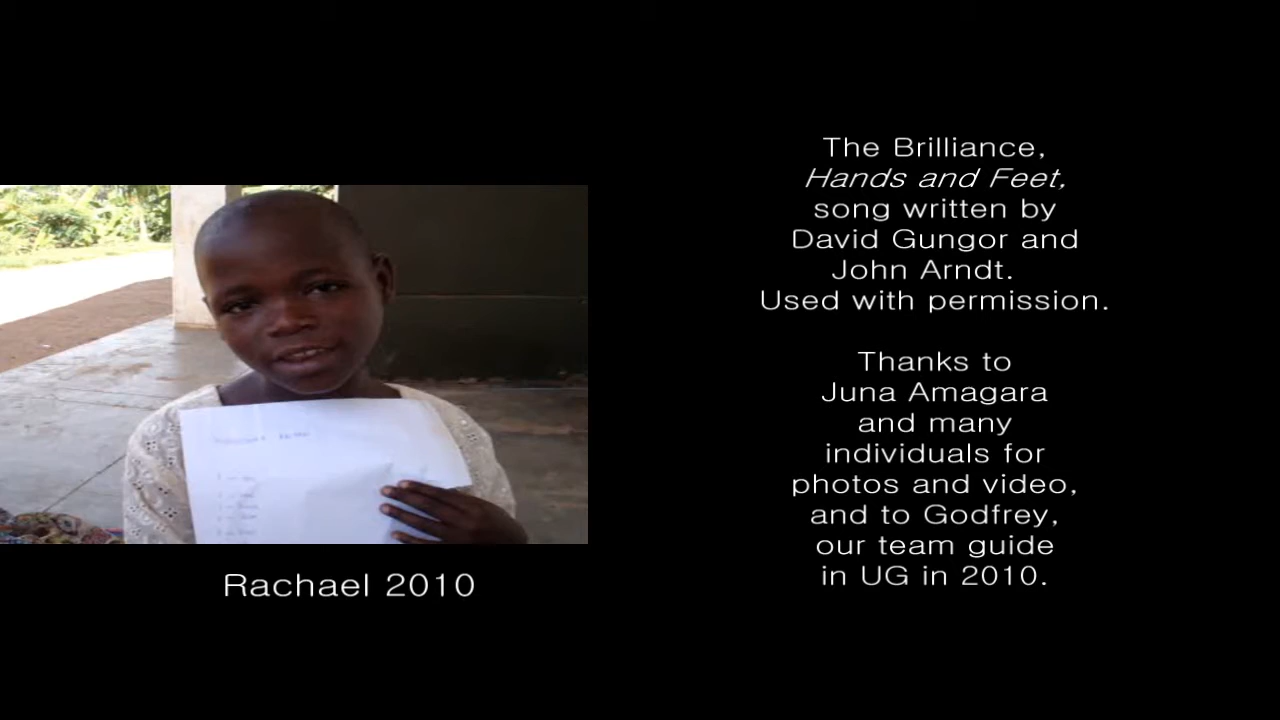 The Brilliance,
Hands and Feet,
song written by
David Gungor and
John Arndt.
Used with permission.
Thanks to
Juna Amagara
and many
individuals for
photos and video,
and to Godfrey,
our team guide
in UG in 2010.
Rachael 2010